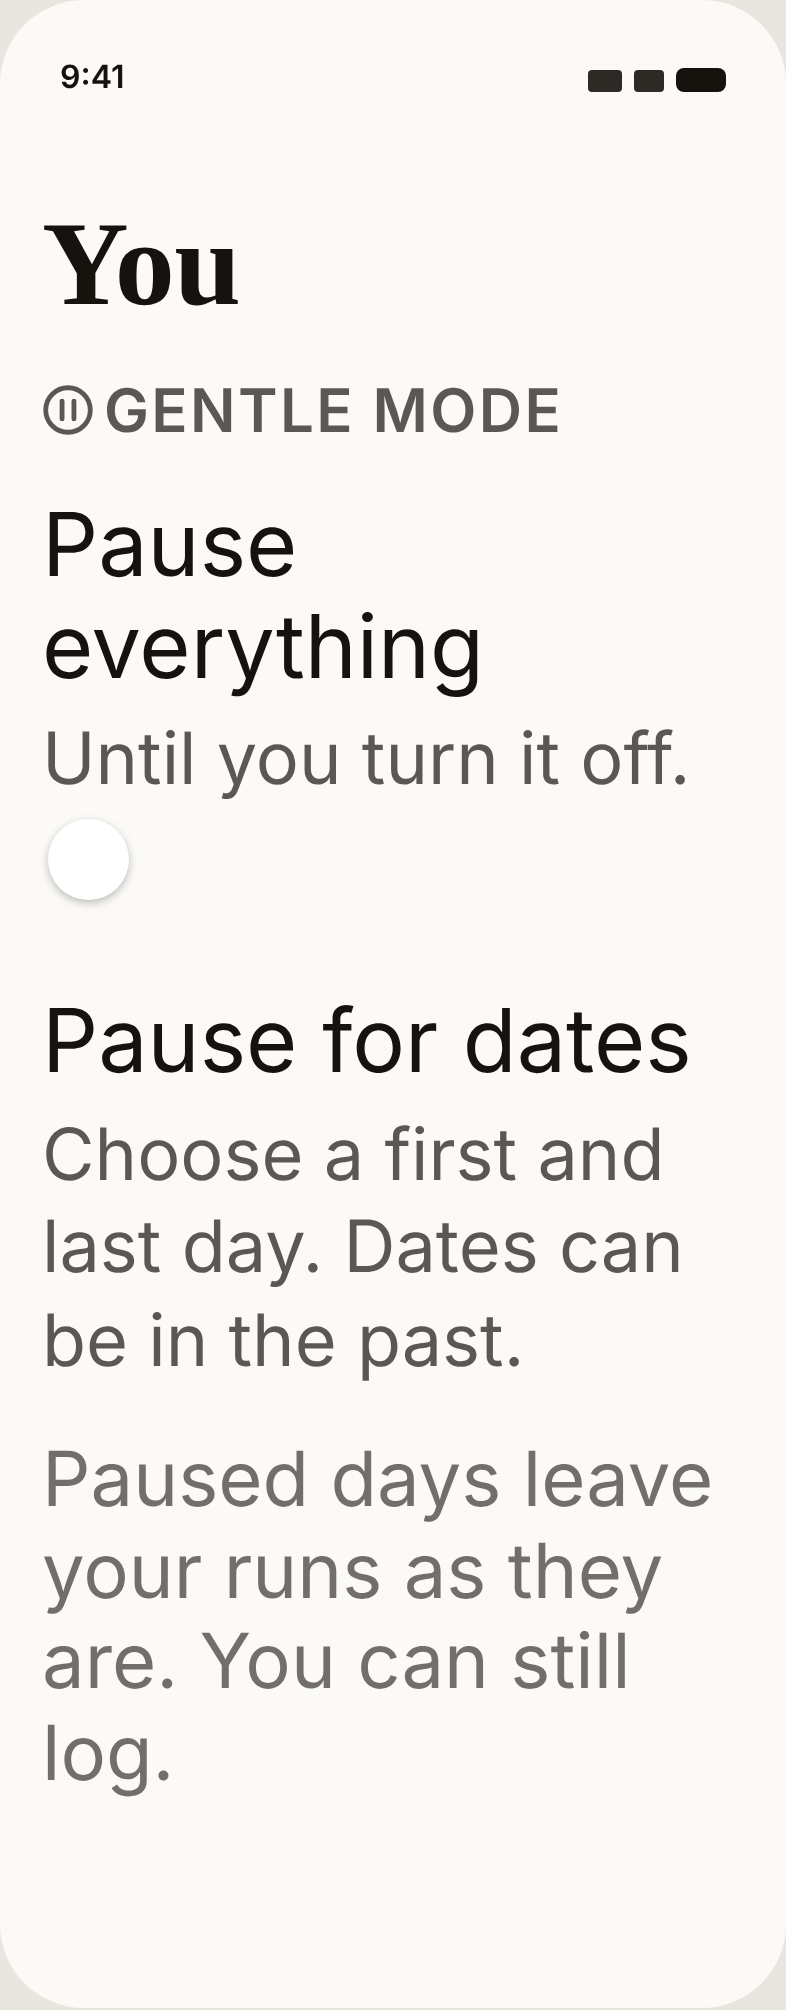 9:41
You
GENTLE MODE
Pause
everything
Until you turn it off.
Pause for dates
Choose a first and
last day. Dates can
be in the past.
Paused days leave
your runs as they
are. You can still
log.